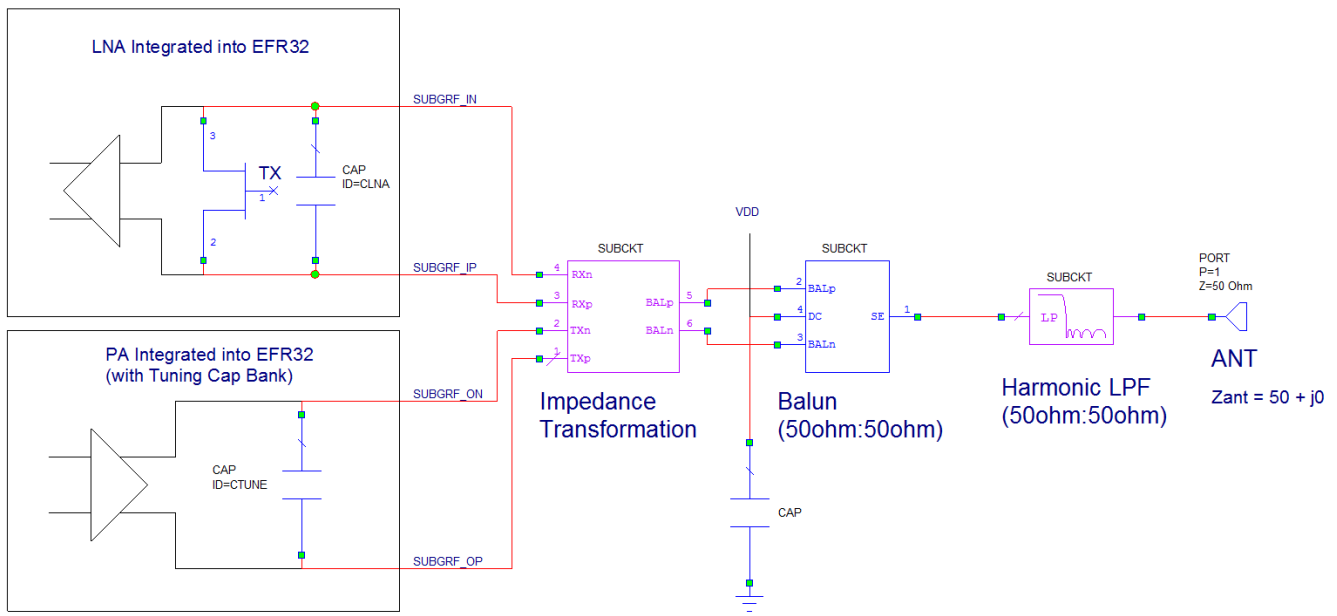 LNA Integrated into EFR32
SUBGRF_IN
3
TX
1
CAP
ID=CLNA
2
SUBGRF_IP
PA Integrated into EFR32
(with Tuning Cap Bank)
SUBGRF_ON
CAP
ID=CTUNE
SUBGRF_OP
SUBCKT
4 RXn
3 RXp
2 TXn
1 TXp
BALp 5
BALn 6
Impedance
Transformation
VDD
SUBCKT
2 BALp
4 DC
3 BALn
SE 1
Balun
(50ohm:50ohm)
CAP
SUBCKT
LP
Harmonic LPF
(50ohm:50ohm)
PORT
P=1
Z=50 Ohm
ANT
Zant = 50 + j0